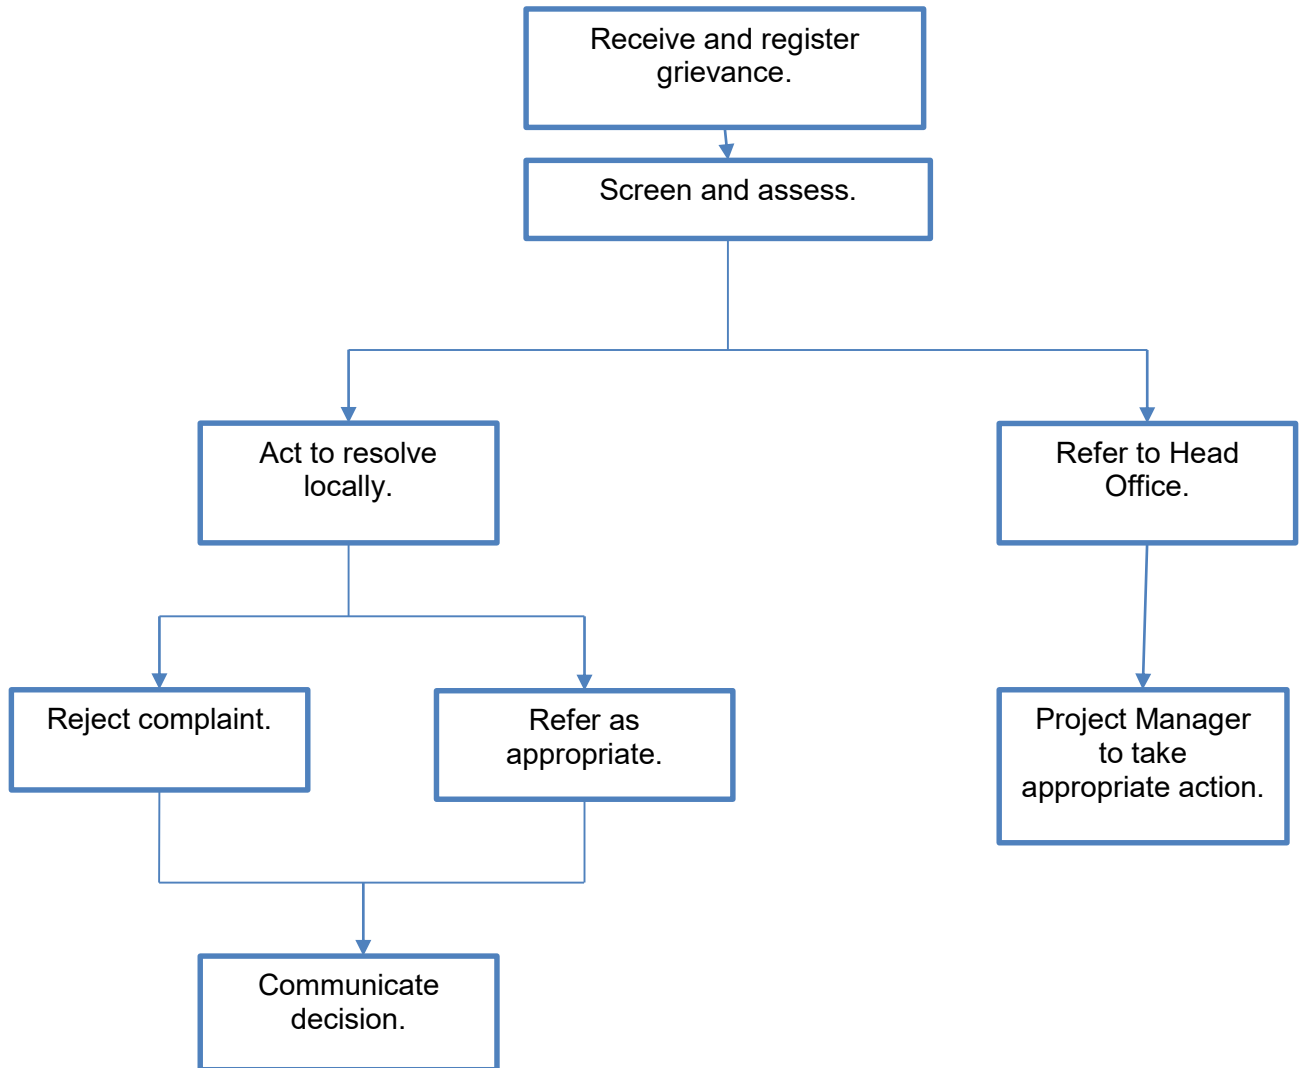 Receive and register
grievance.
Screen and assess.
Act to resolve
locally.
Refer to Head
Office.
Reject complaint.
Refer as
appropriate.
Project Manager
to take
appropriate action.
Communicate
decision.